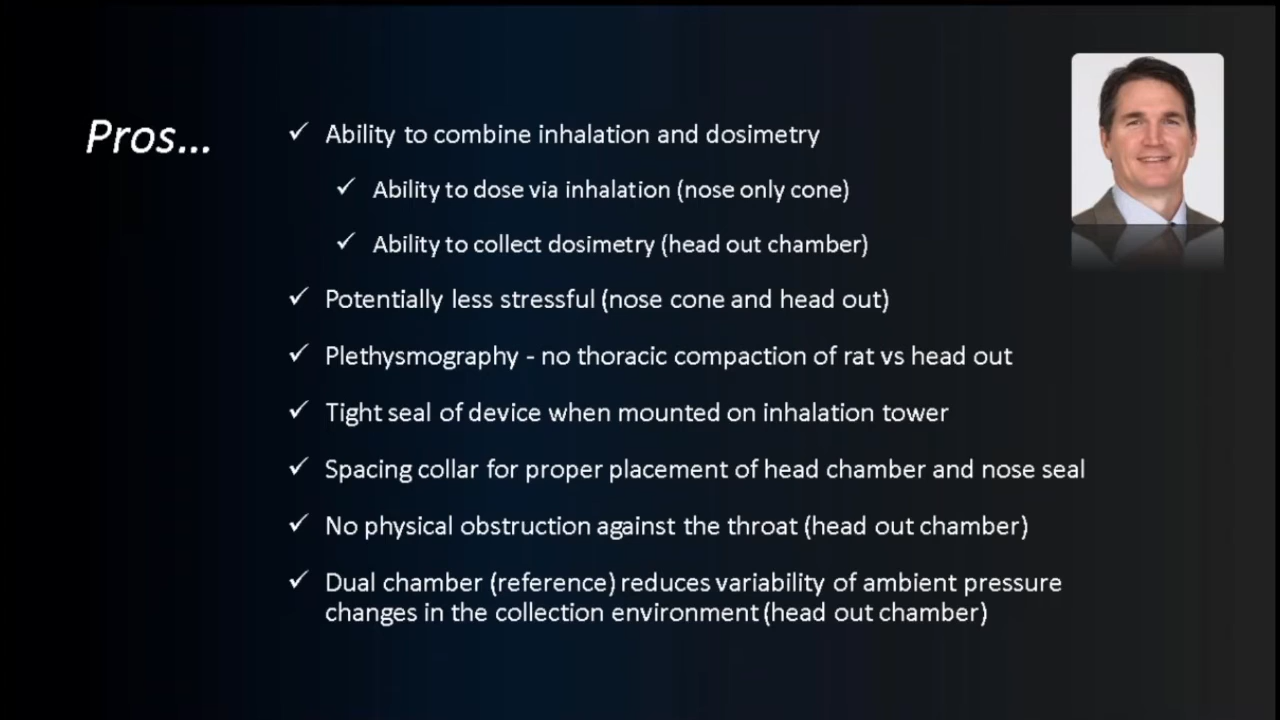 Pros...
✓ Ability to combine inhalation and dosimetry
✓ Ability to dose via inhalation (nose only cone)
✓ Ability to collect dosimetry (head out chamber)
✓ Potentially less stressful (nose cone and head out)
✓ Plethysmography - no thoracic compaction of rat vs head out
✓ Tight seal of device when mounted on inhalation tower
✓ Spacing collar for proper placement of head chamber and nose seal
✓ No physical obstruction against the throat (head out chamber)
✓ Dual chamber (reference) reduces variability of ambient pressure
changes in the collection environment (head out chamber)